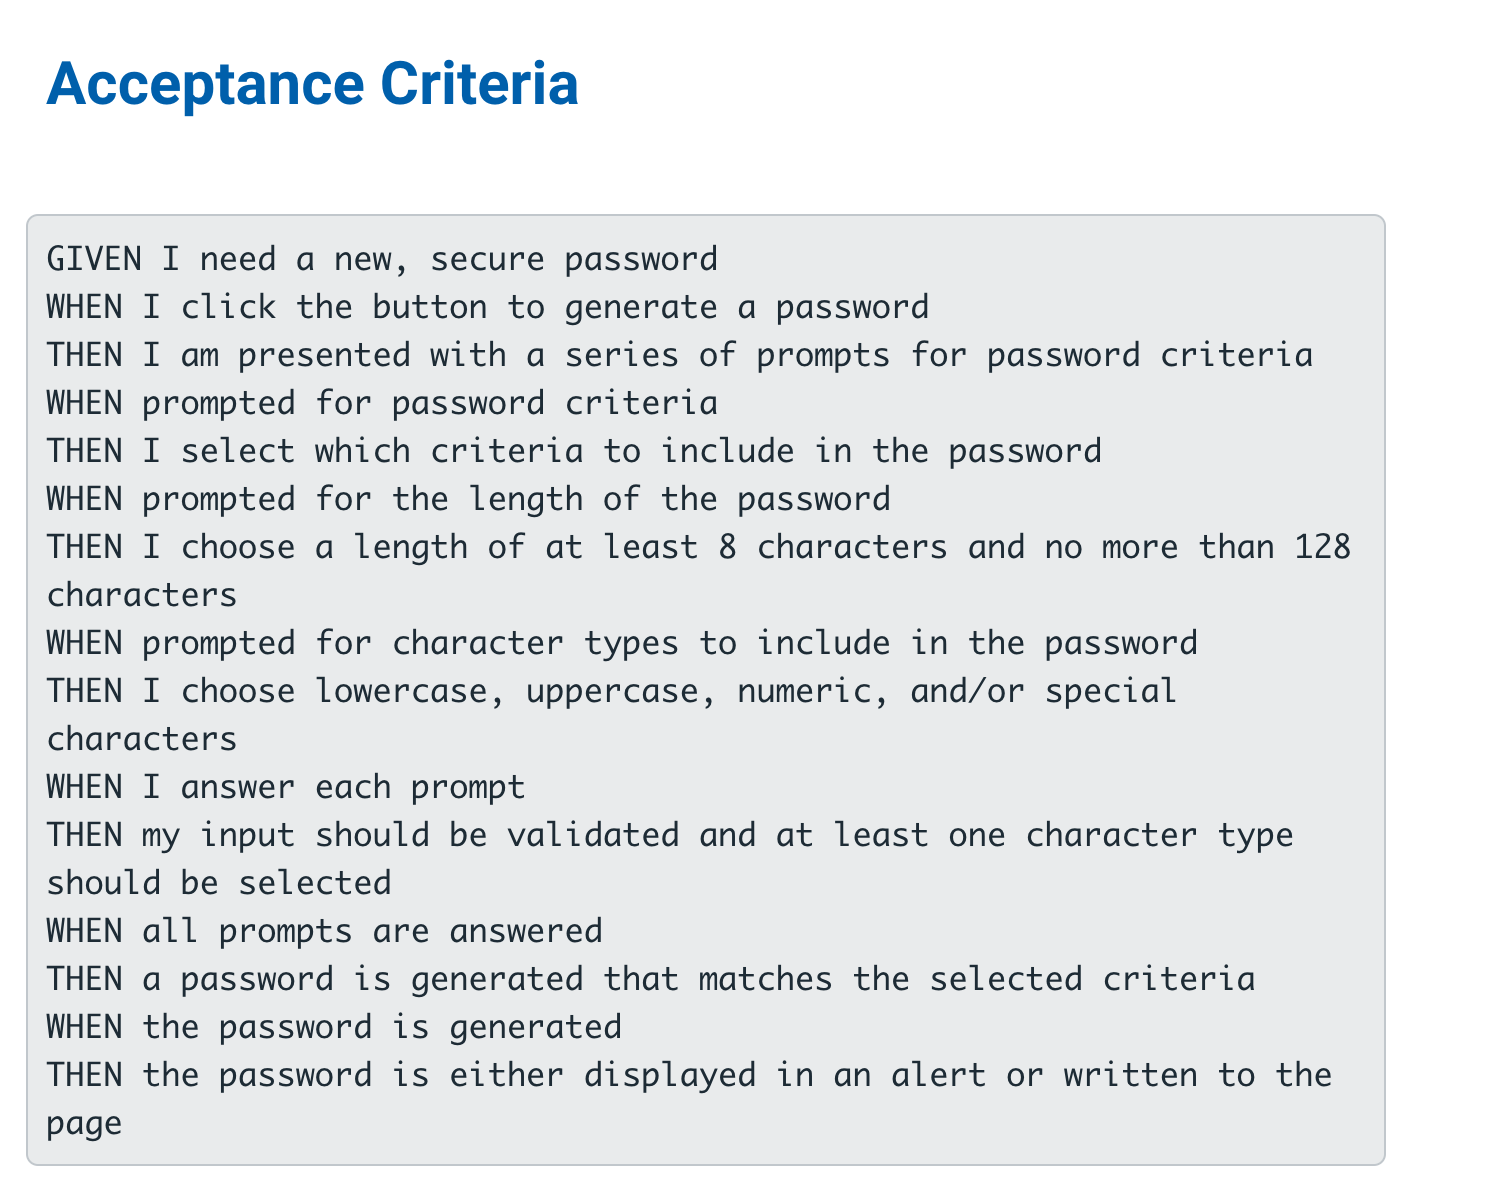 Acceptance Criteria
GIVEN I need a new, secure password
WHEN I click the button to generate a password
THEN I am presented with a series of prompts for password criteria
WHEN prompted for password criteria
THEN I select which criteria to include in the password
WHEN prompted for the length of the password
THEN I choose a length of at least 8 characters and no more than 128
characters
WHEN prompted for character types to include in the password
THEN I choose lowercase, uppercase, numeric, and/or special
characters
WHEN I answer each prompt
THEN my input should be validated and at least one character type
should be selected
WHEN all prompts are answered
THEN a password is generated that matches the selected criteria
WHEN the password is generated
THEN the password is either displayed in an alert or written to the
page